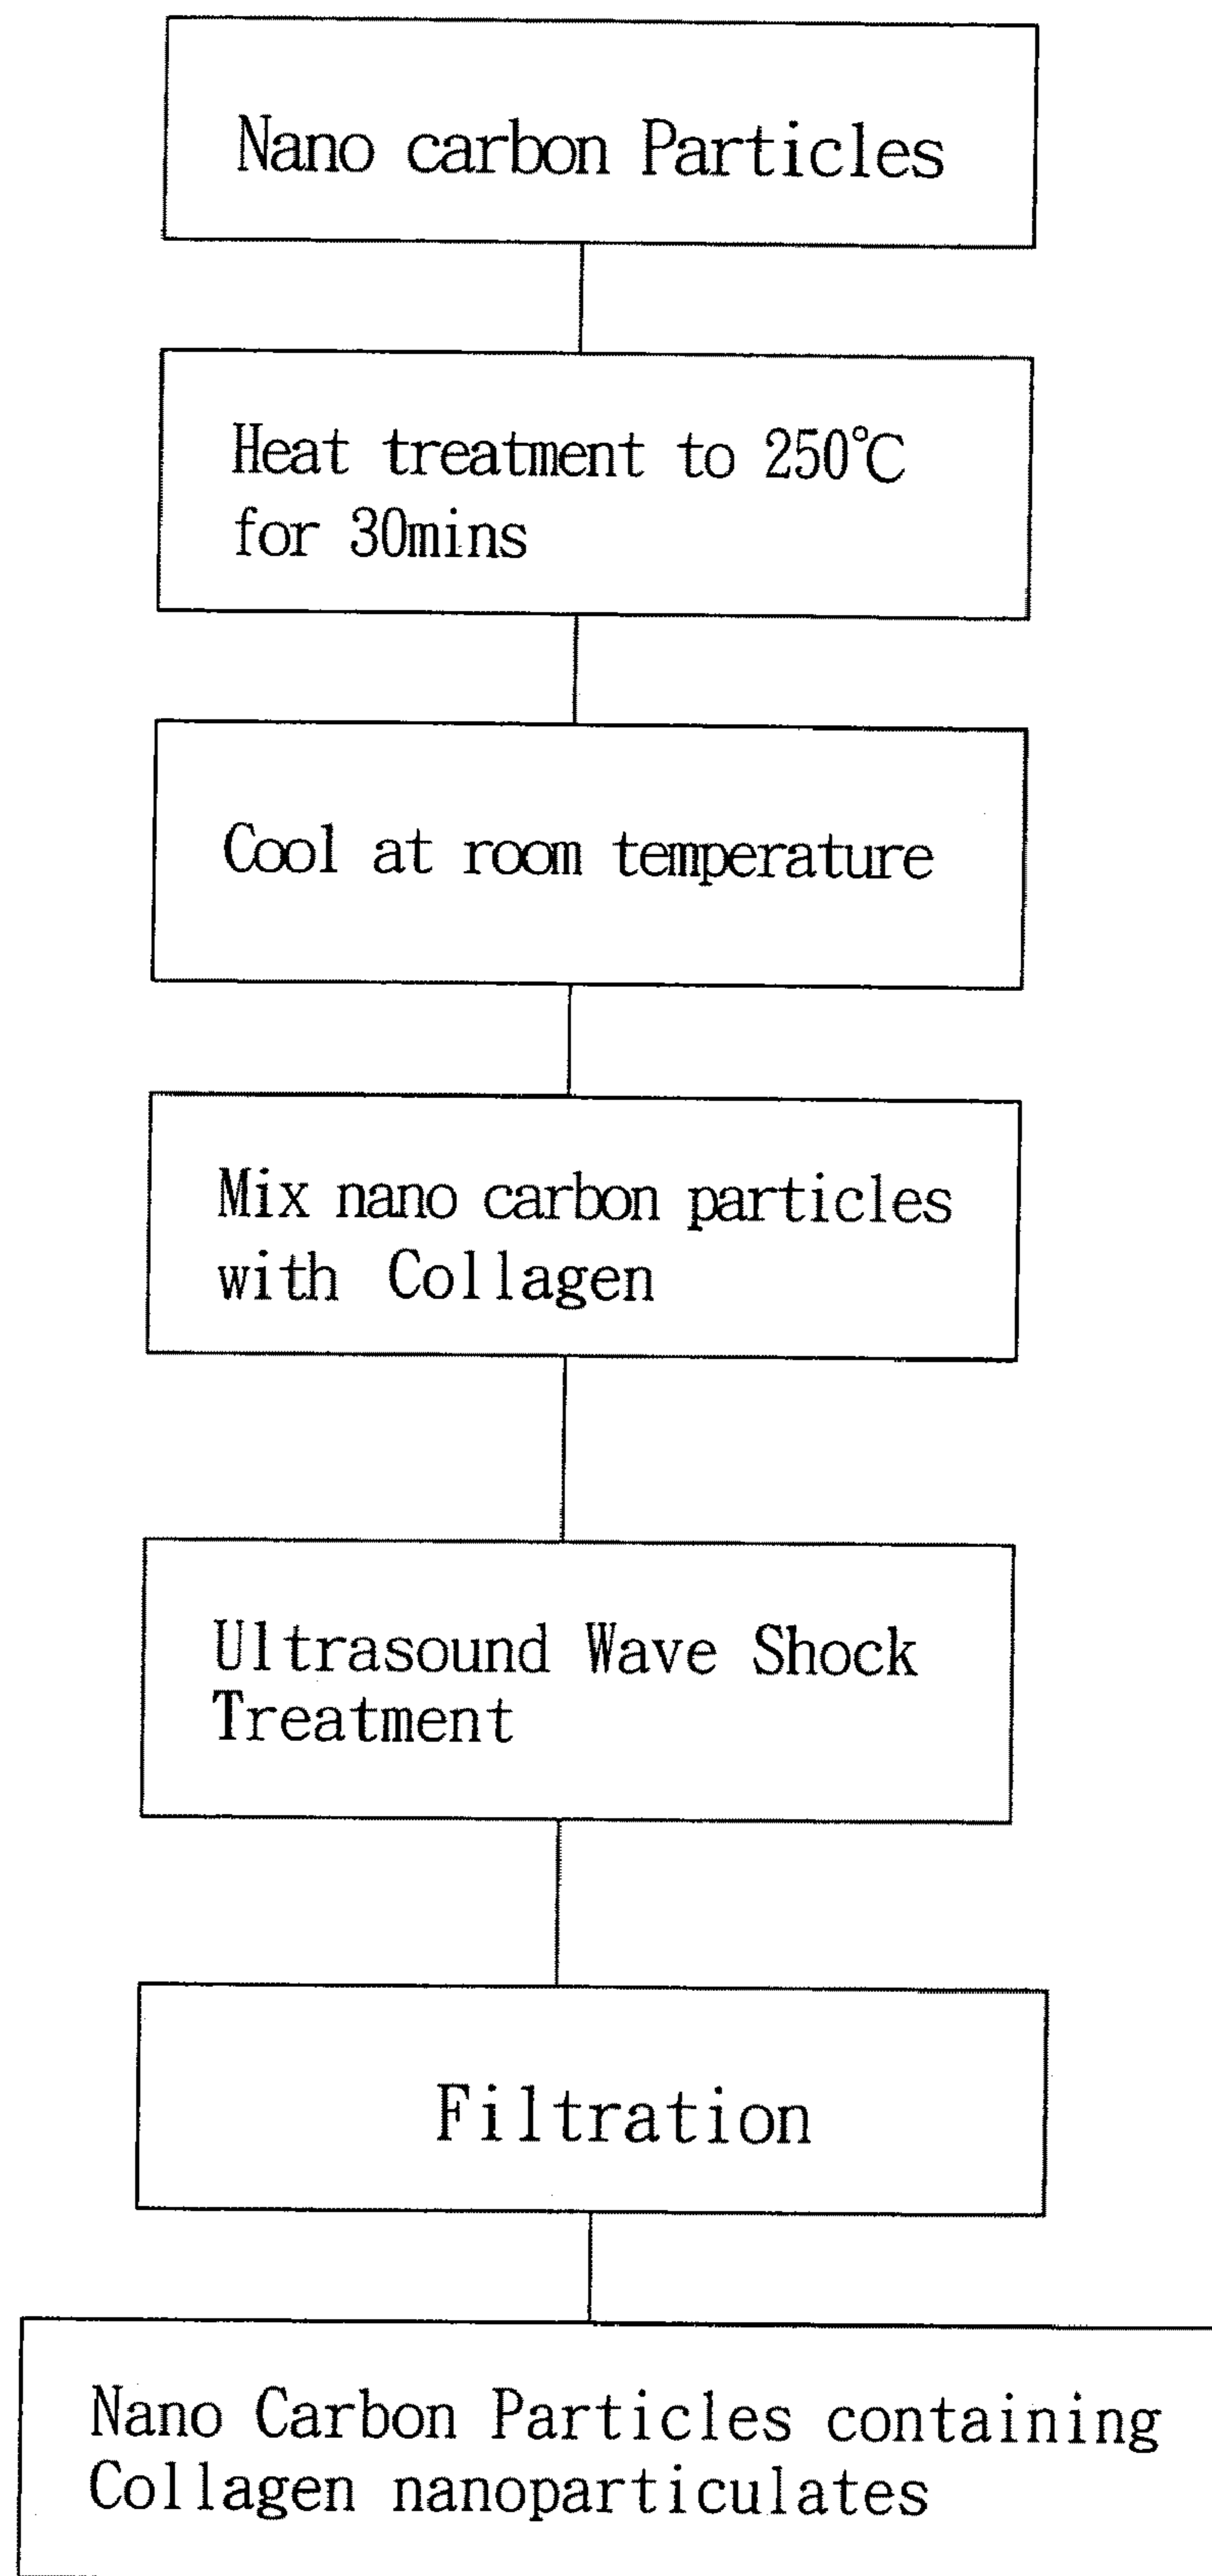 Nano carbon Particles
Heat treatment to 250℃
for 30mins
Cool at room temperature
Mix nano carbon particles
with Collagen
Ultrasound Wave Shock
Treatment
Filtration
Nano Carbon Particles containing
Collagen nanoparticulates